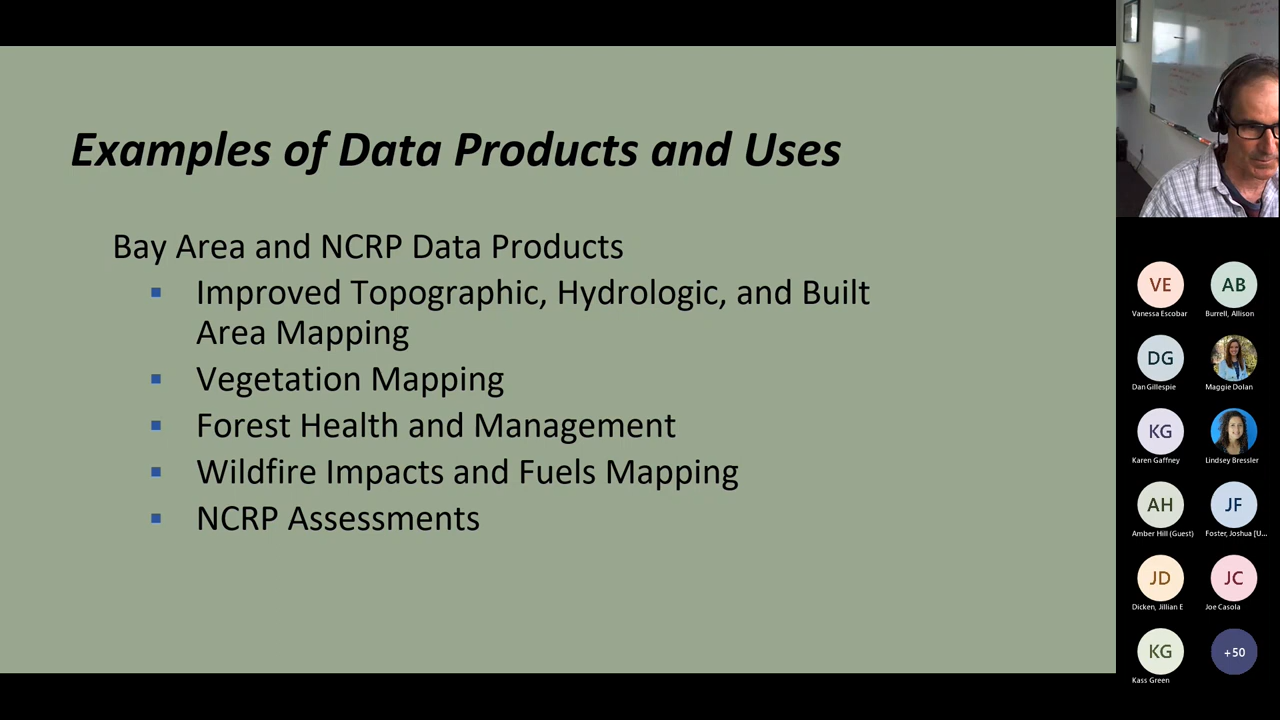 Examples of Data Products and Uses
Bay Area and NCRP Data Products
▪ Improved Topographic, Hydrologic, and Built
Area Mapping
▪ Vegetation Mapping
▪ Forest Health and Management
▪ Wildfire Impacts and Fuels Mapping
▪ NCRP Assessments
VE AB
Vanessa Escobar Burrell, Allison
DG
Dan Gillespie Maggie Dolan
KG
Karen Gaffney Lindsey Bressler
AH JF
Amber Hill (Guest) Foster, Joshua [U...
JD JC
Dicken, Jillian E Joe Casola
KG +50
Kass Green